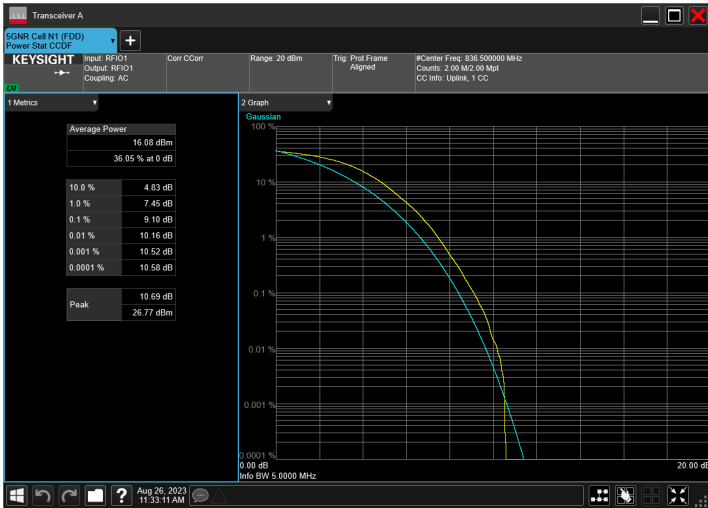 Transceiver A
5GNR Cell N1 (FDD)
Power Stat CCDF
KEYSIGHT
Input: RFIO1
Output: RFIO1
Coupling: AC
Corr CCorr
Range: 20 dBm
Trig: Prot Frame
Aligned
#Center Freq: 836.500000 MHz
Counts: 2.00 M/2.00 Mpt
CC Info: Uplink, 1 CC
1 Metrics
Average Power
16.08 dBm
36.05 % at 0 dB
10.0 % 4.83 dB
1.0 % 7.45 dB
0.1 % 9.10 dB
0.01 % 10.16 dB
0.001 % 10.52 dB
0.0001 % 10.58 dB
Peak 10.69 dB
26.77 dBm
2 Graph
Gaussian
100 %
10 %
1 %
0.1 %
0.01 %
0.001 %
0.0001 %
0.00 dB 20.00 dB
Info BW 5.0000 MHz
Aug 26, 2023
11:33:11 AM